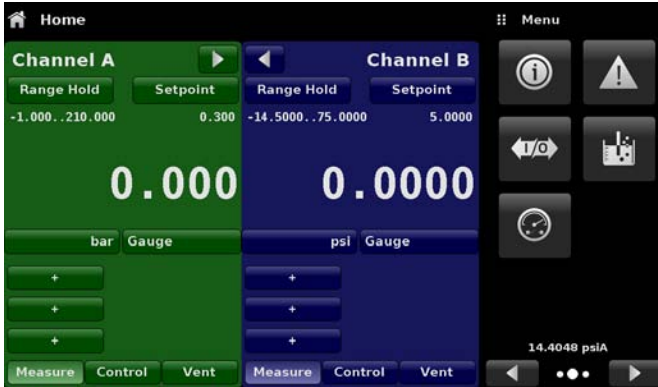 Home
Menu
Channel A
Channel B
Range Hold
Setpoint
Range Hold
Setpoint
-1.000..210.000
0.300
-14.5000..75.0000
5.0000
0.000
0.0000
bar
Gauge
psi
Gauge
+
+
+
+
+
+
I/O
14.4048 psiA
Measure
Control
Vent
Measure
Control
Vent